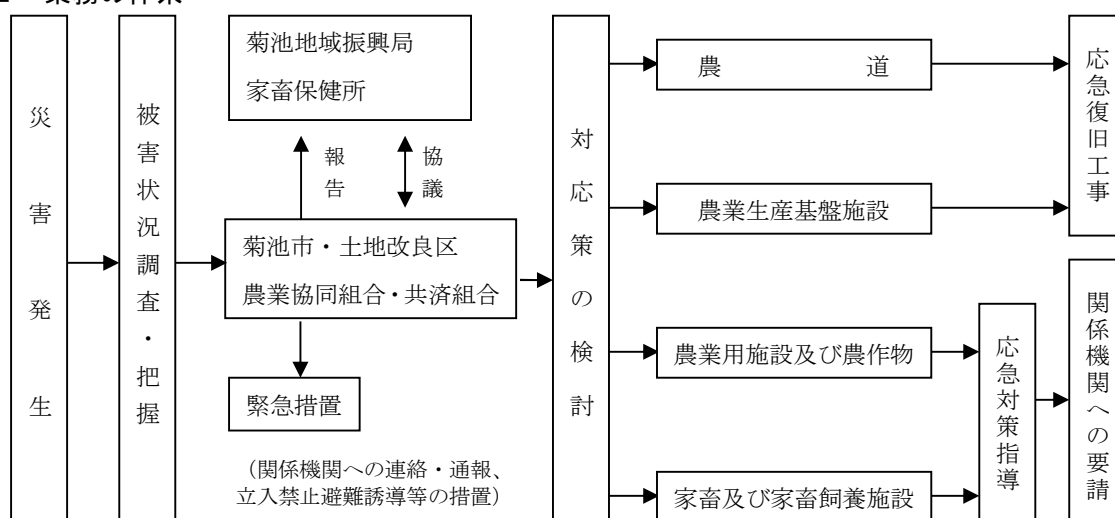 災害発生
被害状況調査・把握
菊池地域振興局
家畜保健所
報告
協議
菊池市・土地改良区
農業協同組合・共済組合
緊急措置
（関係機関への連絡・通報、
立入禁止避難誘導等の措置）
対応策の検討
農道
農業生産基盤施設
農業用施設及び農作物
家畜及び家畜飼養施設
応急復旧工事
応急対策指導
関係機関への要請